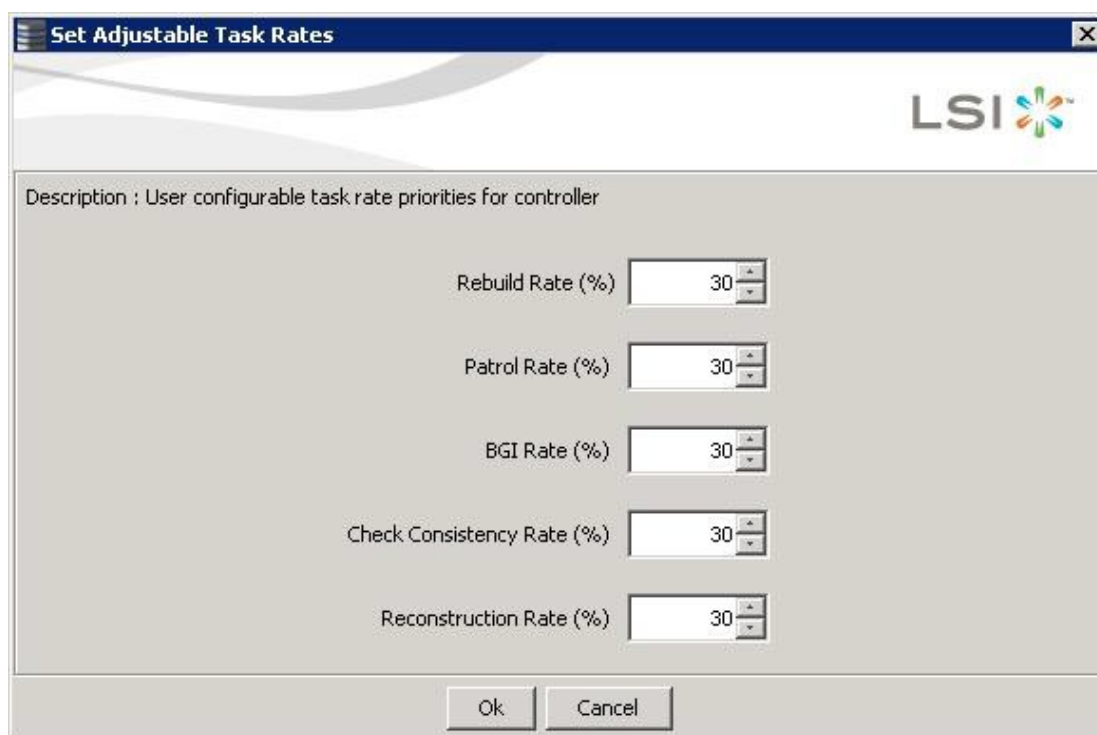 Set Adjustable Task Rates
LSI™
Description : User configurable task rate priorities for controller
Rebuild Rate (%) 30
Patrol Rate (%) 30
BGI Rate (%) 30
Check Consistency Rate (%) 30
Reconstruction Rate (%) 30
Ok Cancel